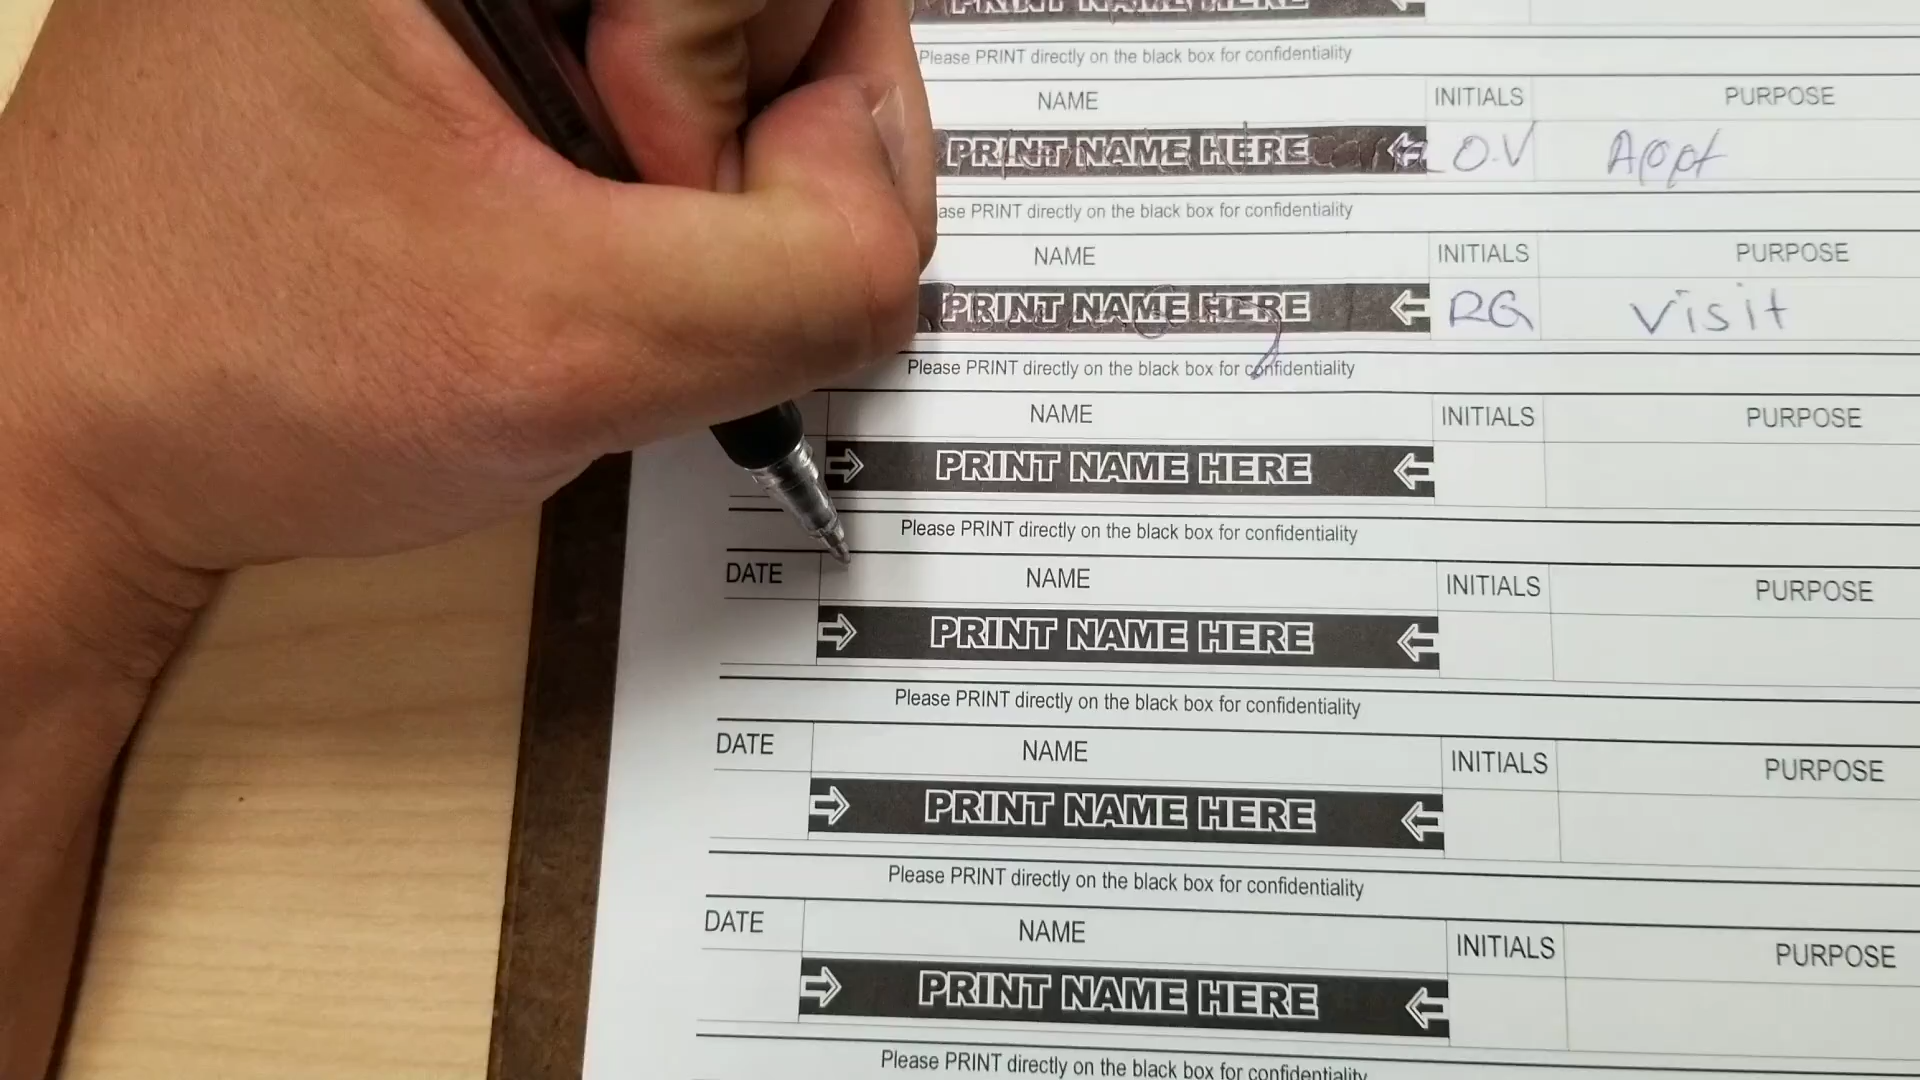 PRINT NAME HERE
Please PRINT directly on the black box for confidentiality
NAME INITIALS PURPOSE
PRINT NAME HERE O.V Appt
ase PRINT directly on the black box for confidentiality
NAME INITIALS PURPOSE
PRINT NAME HERE RG Visit
Please PRINT directly on the black box for confidentiality
NAME INITIALS PURPOSE
PRINT NAME HERE
Please PRINT directly on the black box for confidentiality
DATE NAME INITIALS PURPOSE
PRINT NAME HERE
Please PRINT directly on the black box for confidentiality
DATE NAME INITIALS PURPOSE
PRINT NAME HERE
Please PRINT directly on the black box for confidentiality
DATE NAME INITIALS PURPOSE
PRINT NAME HERE
Please PRINT directly on the black box for confidentiality